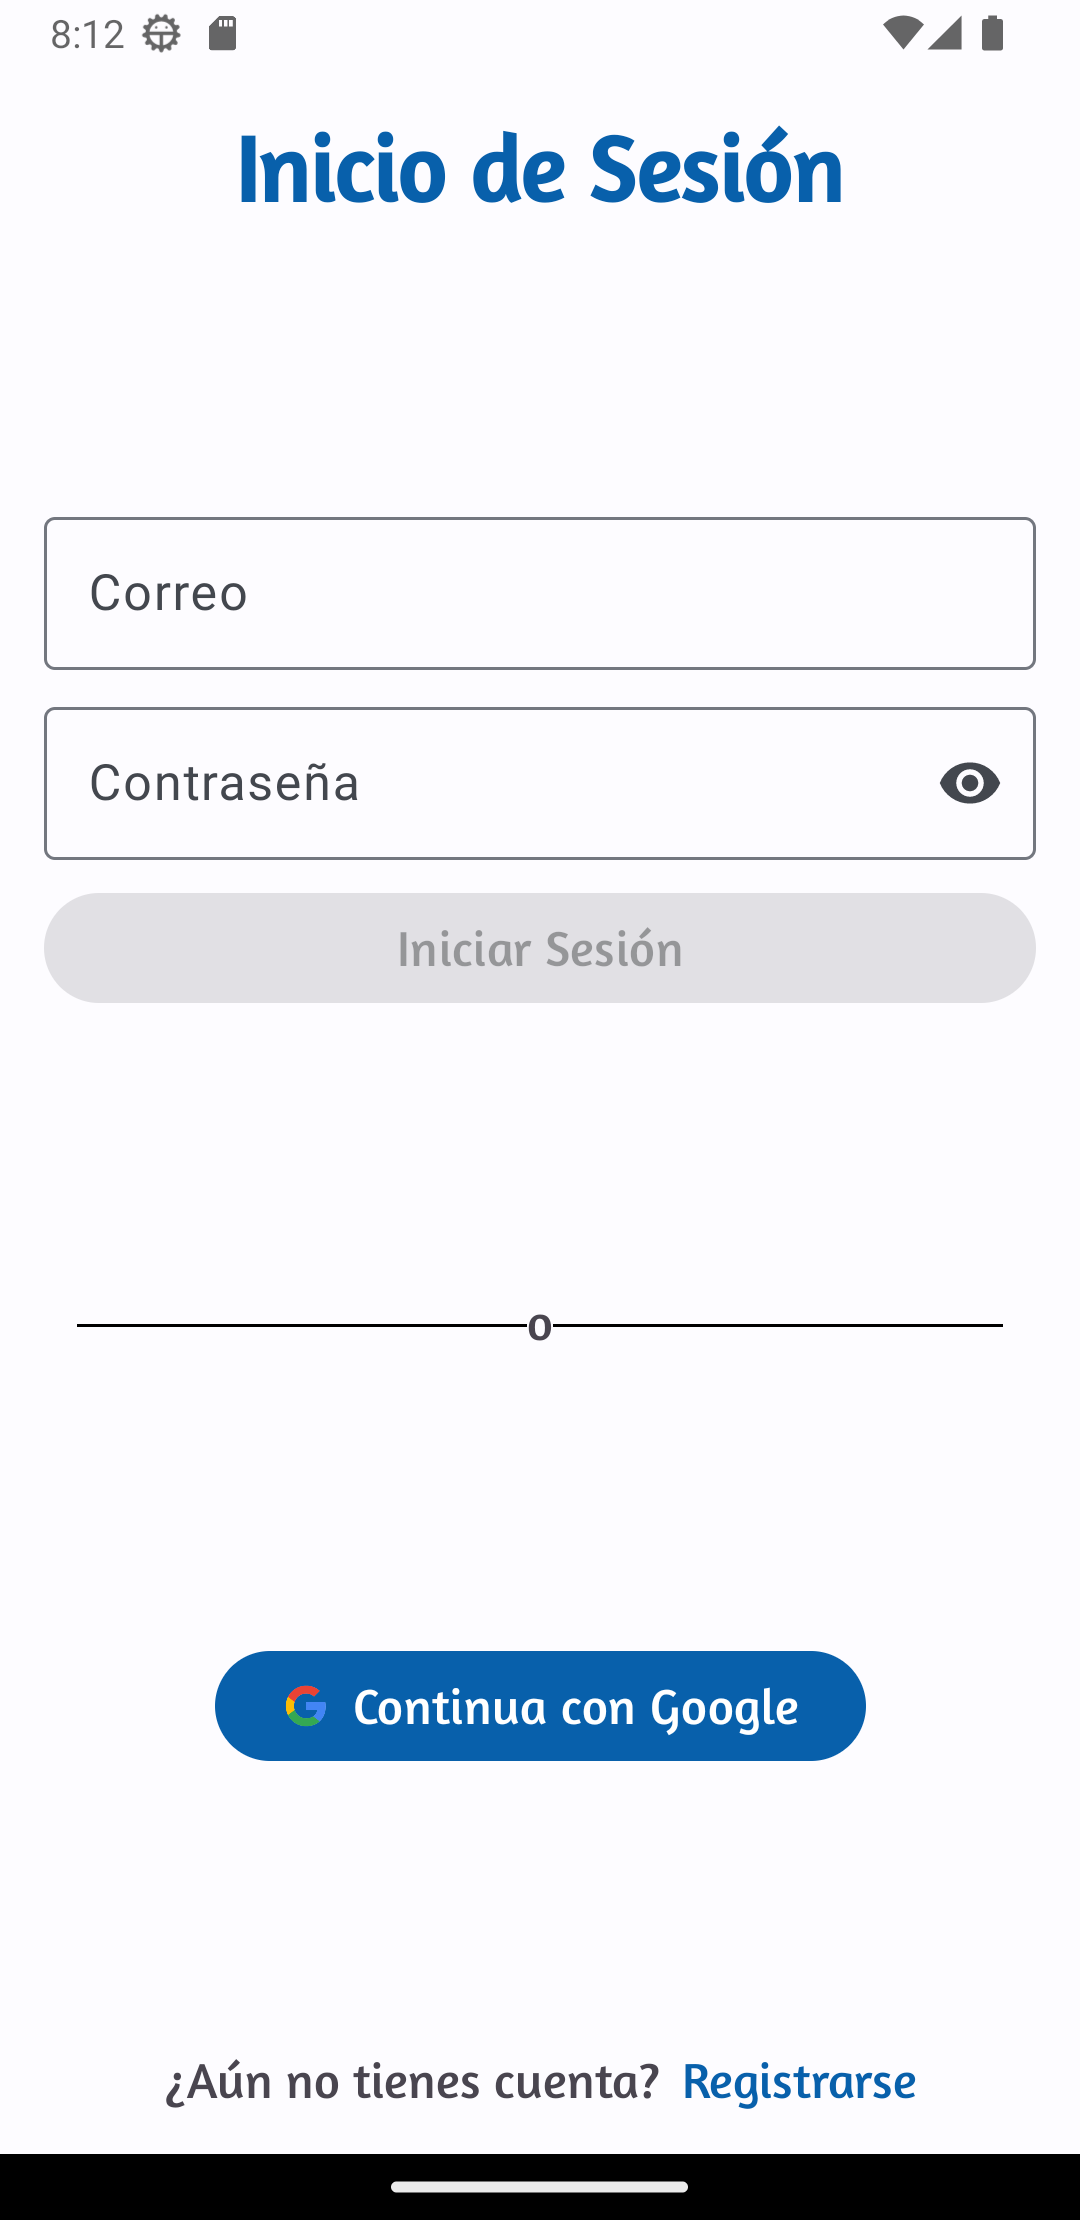 8:12
Inicio de Sesión
Correo
Contraseña
Iniciar Sesión
o
Continua con Google
¿Aún no tienes cuenta? Registrarse